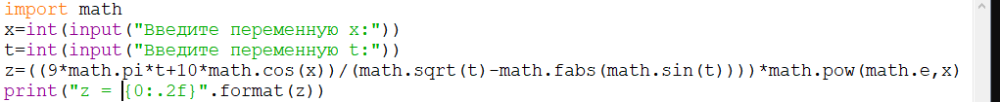 import math
x=int(input("Введите переменную x:"))
t=int(input("Введите переменную t:"))
z=((9*math.pi*t+10*math.cos(x))/(math.sqrt(t)-math.fabs(math.sin(t))))*math.pow(math.e,x)
print("z = {0:.2f}".format(z))